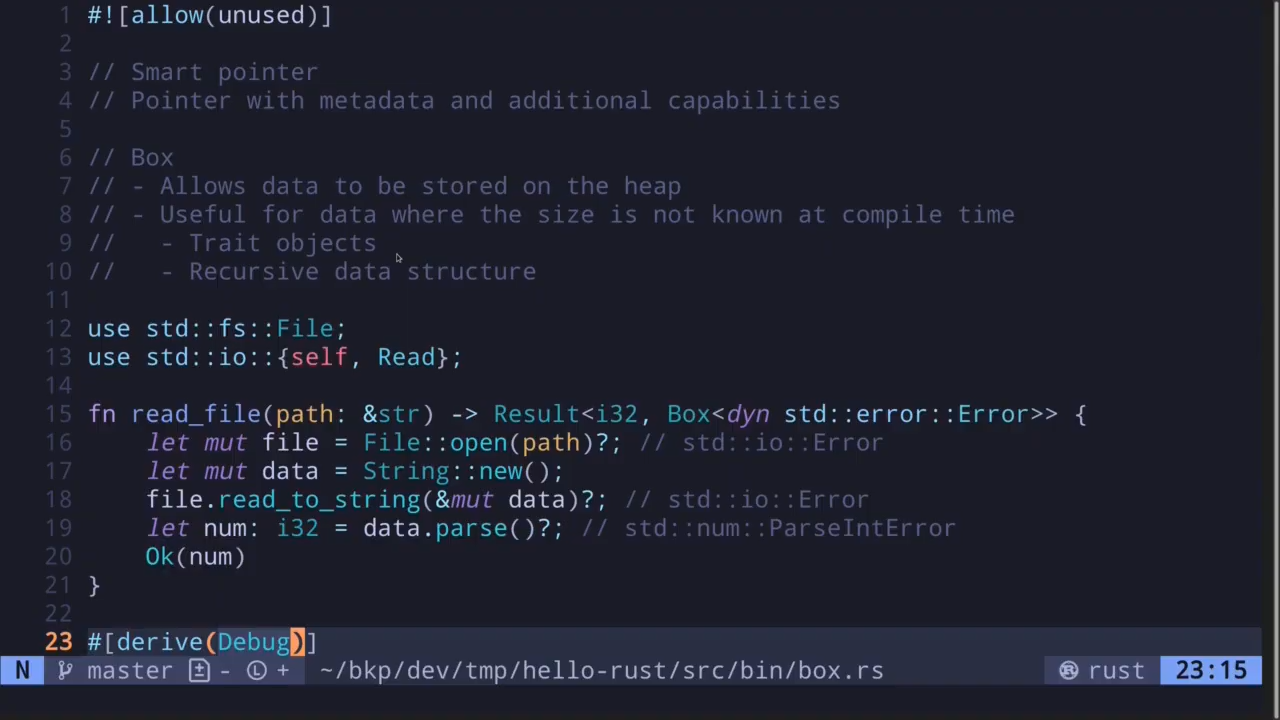 1 #![allow(unused)]
2
3 // Smart pointer
4 // Pointer with metadata and additional capabilities
5
6 // Box
7 // - Allows data to be stored on the heap
8 // - Useful for data where the size is not known at compile time
9 //   - Trait objects
10 //   - Recursive data structure
11
12 use std::fs::File;
13 use std::io::{self, Read};
14
15 fn read_file(path: &str) -> Result<i32, Box<dyn std::error::Error>> {
16     let mut file = File::open(path)?; // std::io::Error
17     let mut data = String::new();
18     file.read_to_string(&mut data)?; // std::io::Error
19     let num: i32 = data.parse()?; // std::num::ParseIntError
20     Ok(num)
21 }
22
23 #[derive(Debug)]
N master - + ~/bkp/dev/tmp/hello-rust/src/bin/box.rs rust 23:15